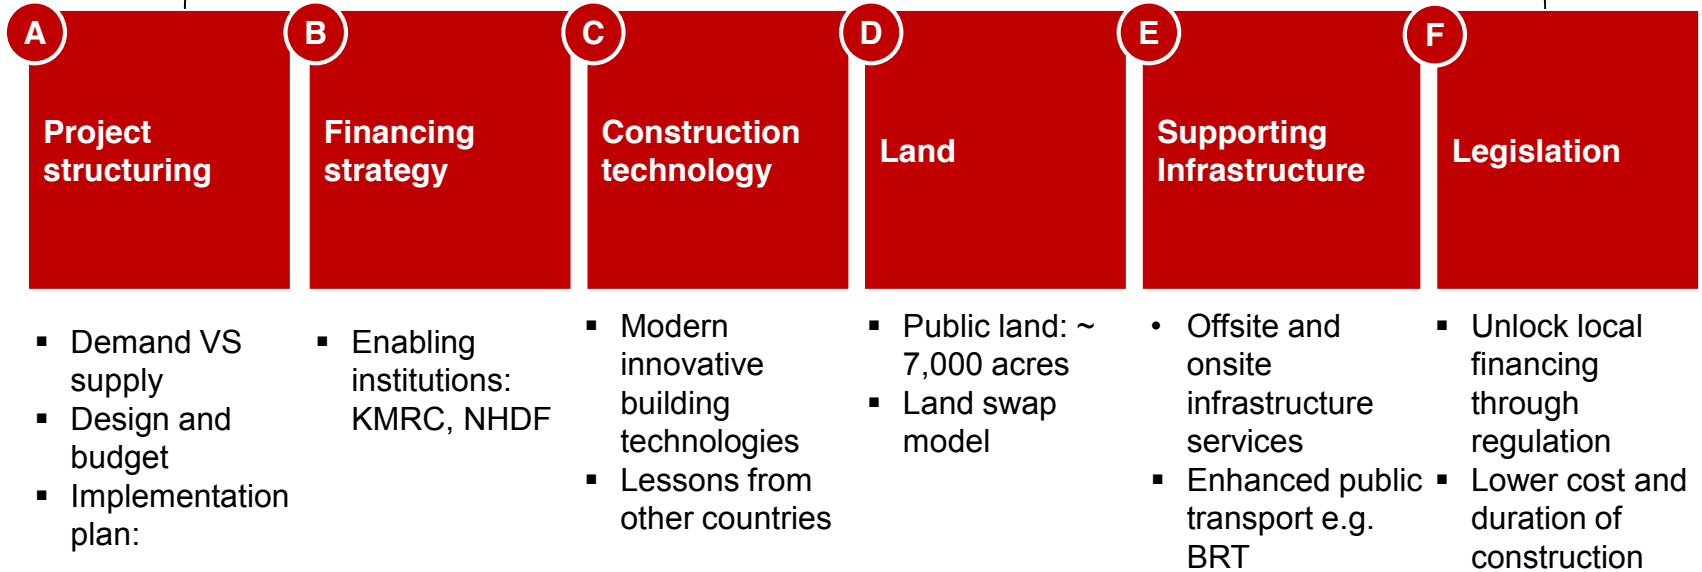 A
Project
structuring
▪ Demand VS
supply
▪ Design and
budget
▪ Implementation
plan:
B
Financing
strategy
▪ Enabling
institutions:
KMRC, NHDF
C
Construction
technology
▪ Modern
innovative
building
technologies
▪ Lessons from
other countries
D
Land
▪ Public land: ~
7,000 acres
▪ Land swap
model
E
Supporting
Infrastructure
• Offsite and
onsite
infrastructure
services
▪ Enhanced public
transport e.g.
BRT
F
Legislation
▪ Unlock local
financing
through
regulation
▪ Lower cost and
duration of
construction